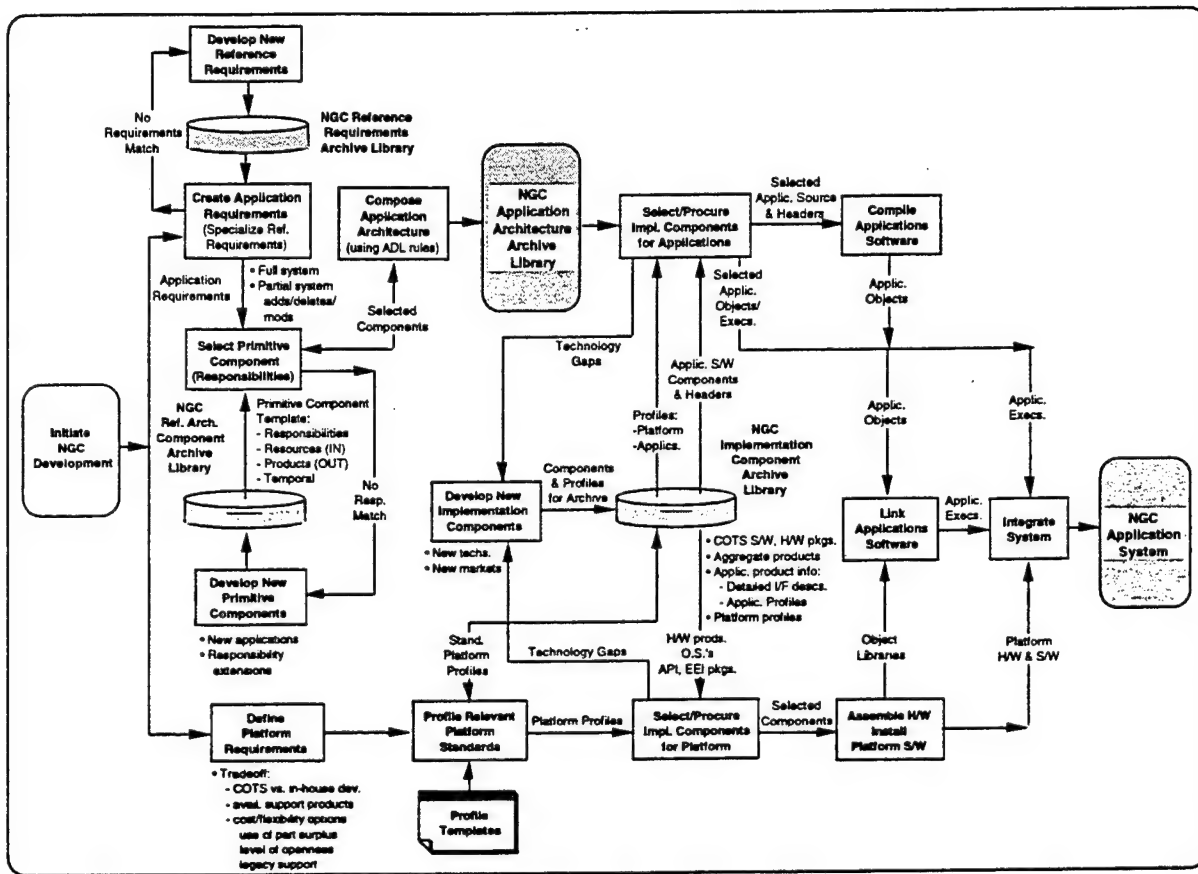 Develop New
Reference
Requirements
No
Requirements
Match
NGC Reference
Requirements
Archive Library
Create Application
Requirements
(Specialize Ref.
Requirements)
Compose
Application
Architecture
(using ADL rules)
NGC
Application
Architecture
Archive
Library
Select/Procure
Impl. Components
for Applications
Selected
Applic. Source
& Headers
Compile
Applications
Software
Application
Requirements
• Full system
• Partial system
adds/deletes/
mods
Selected
Components
Selected
Applic.
Objects/
Execs.
Applic.
Objects
Technology
Gaps
Applic. S/W
Components
& Headers
Select Primitive
Component
(Responsibilities)
Initiate
NGC
Development
NGC
Ref. Arch.
Component
Archive
Library
Primitive Component
Template:
- Responsibilities
- Resources (IN)
- Products (OUT)
- Temporal
No
Resp.
Match
Profiles:
-Platform
-Applics.
NGC
Implementation
Component
Archive
Library
Applic.
Objects
Applic.
Execs.
Develop New
Implementation
Components
Components
& Profiles
for Archive
• New techs.
• New markets
• COTS S/W, H/W pkgs.
• Aggregate products
• Applic. product info:
- Detailed I/F descs.
- Applic. Profiles
• Platform profiles
Link
Applications
Software
Applic.
Execs.
Integrate
System
NGC
Application
System
Develop New
Primitive
Components
• New applications
• Responsibility
extensions
Stand.
Platform
Profiles
Technology Gaps
H/W prods.
O.S.'s
API, EEI pkgs.
Object
Libraries
Platform
H/W & S/W
Define
Platform
Requirements
Profile Relevant
Platform
Standards
Platform Profiles
Select/Procure
Impl. Components
for Platform
Selected
Components
Assemble H/W
Install
Platform S/W
• Tradeoff:
- COTS vs. in-house dev.
- avail. support products
- cost/flexibility options
use of part surplus
level of openness
legacy support
Profile
Templates